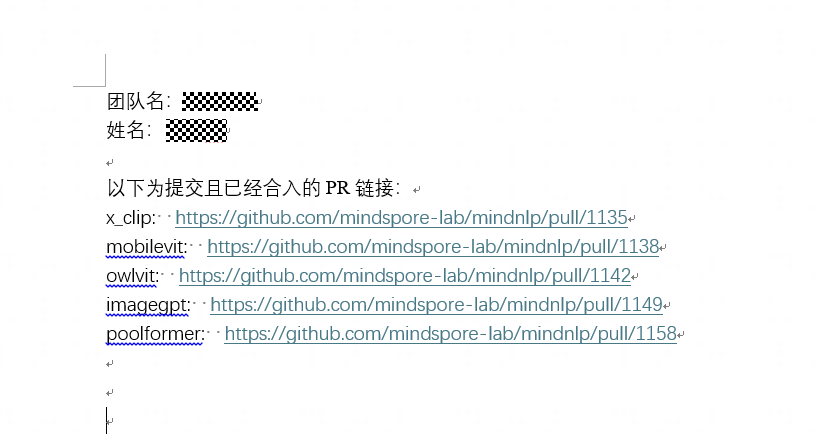 团队名：
姓名：
以下为提交且已经合入的 PR 链接：
x_clip: https://github.com/mindspore-lab/mindnlp/pull/1135
mobilevit: https://github.com/mindspore-lab/mindnlp/pull/1138
owlvit: https://github.com/mindspore-lab/mindnlp/pull/1142
imagegpt: https://github.com/mindspore-lab/mindnlp/pull/1149
poolformer: https://github.com/mindspore-lab/mindnlp/pull/1158